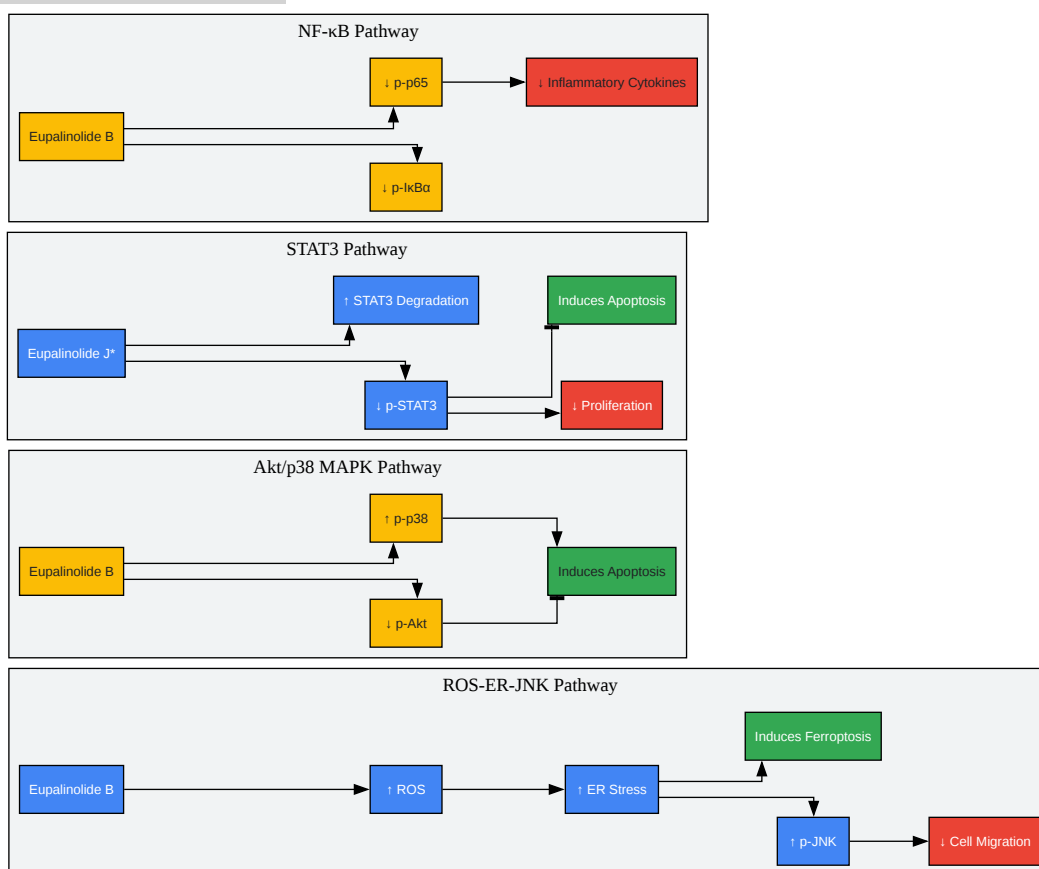 NF-κB Pathway
↓ p-p65
↓ Inflammatory Cytokines
Eupalinolide B
↓ p-IκBα
STAT3 Pathway
↑ STAT3 Degradation
Induces Apoptosis
Eupalinolide J*
↓ p-STAT3
↓ Proliferation
Akt/p38 MAPK Pathway
↑ p-p38
Eupalinolide B
Induces Apoptosis
↓ p-Akt
ROS-ER-JNK Pathway
Induces Ferroptosis
Eupalinolide B
↑ ROS
↑ ER Stress
↑ p-JNK
↓ Cell Migration